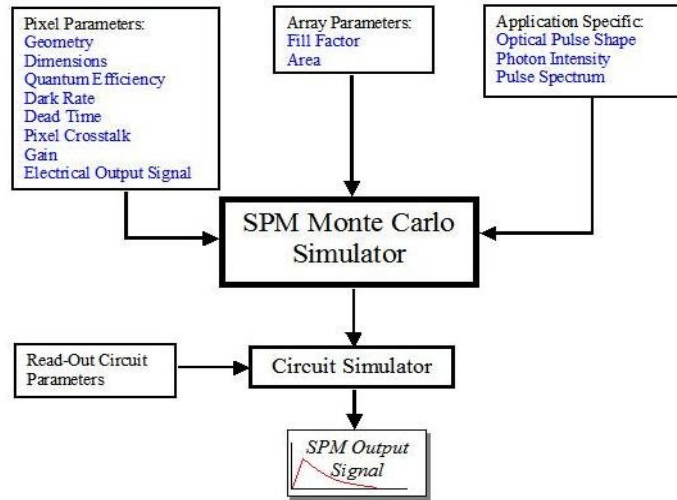 Pixel Parameters:
Geometry
Dimensions
Quantum Efficiency
Dark Rate
Dead Time
Pixel Crosstalk
Gain
Electrical Output Signal
Array Parameters:
Fill Factor
Area
Application Specific:
Optical Pulse Shape
Photon Intensity
Pulse Spectrum
SPM Monte Carlo
Simulator
Read-Out Circuit
Parameters
Circuit Simulator
SPM Output
Signal